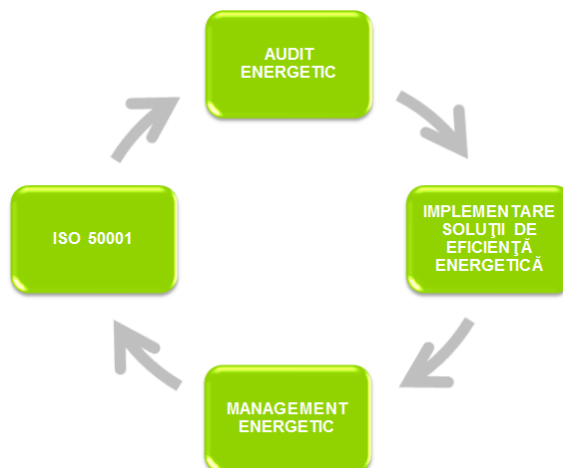 AUDIT
ENERGETIC
IMPLEMENTARE
SOLUŢII DE
EFICIENŢĂ
ENERGETICĂ
ISO 50001
MANAGEMENT
ENERGETIC